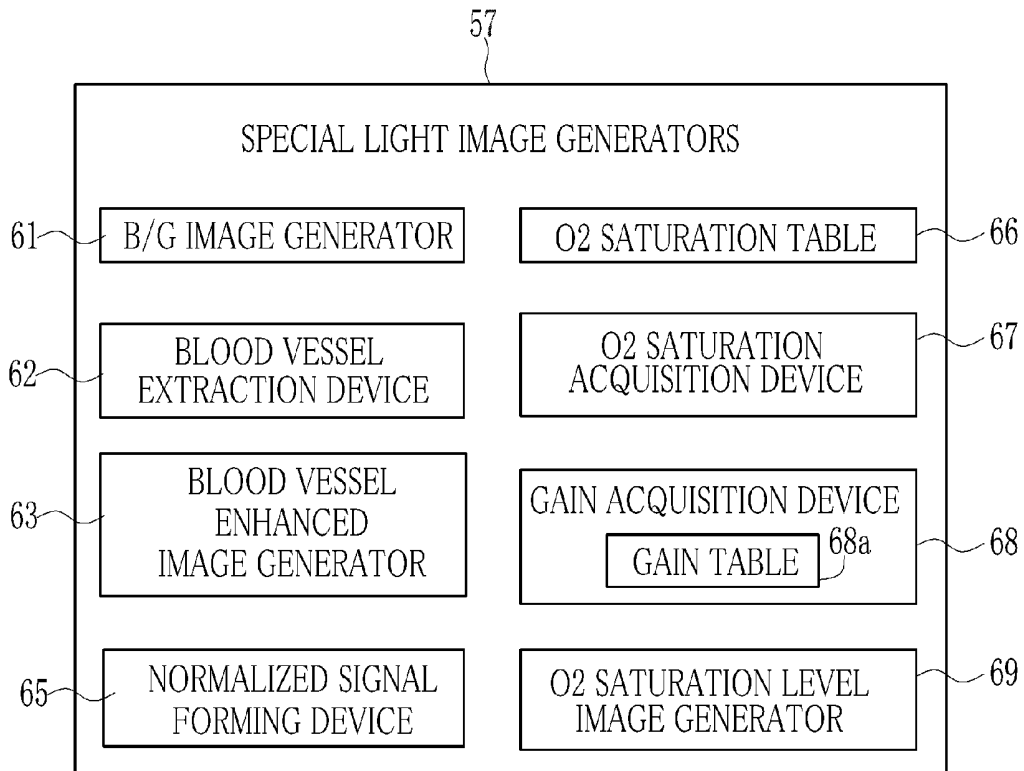 57
SPECIAL LIGHT IMAGE GENERATORS
61
B/G IMAGE GENERATOR
62
BLOOD VESSEL
EXTRACTION DEVICE
63
BLOOD VESSEL
ENHANCED
IMAGE GENERATOR
65
NORMALIZED SIGNAL
FORMING DEVICE
O2 SATURATION TABLE
66
O2 SATURATION
ACQUISITION DEVICE
67
GAIN ACQUISITION DEVICE
68a
GAIN TABLE
68
O2 SATURATION LEVEL
IMAGE GENERATOR
69